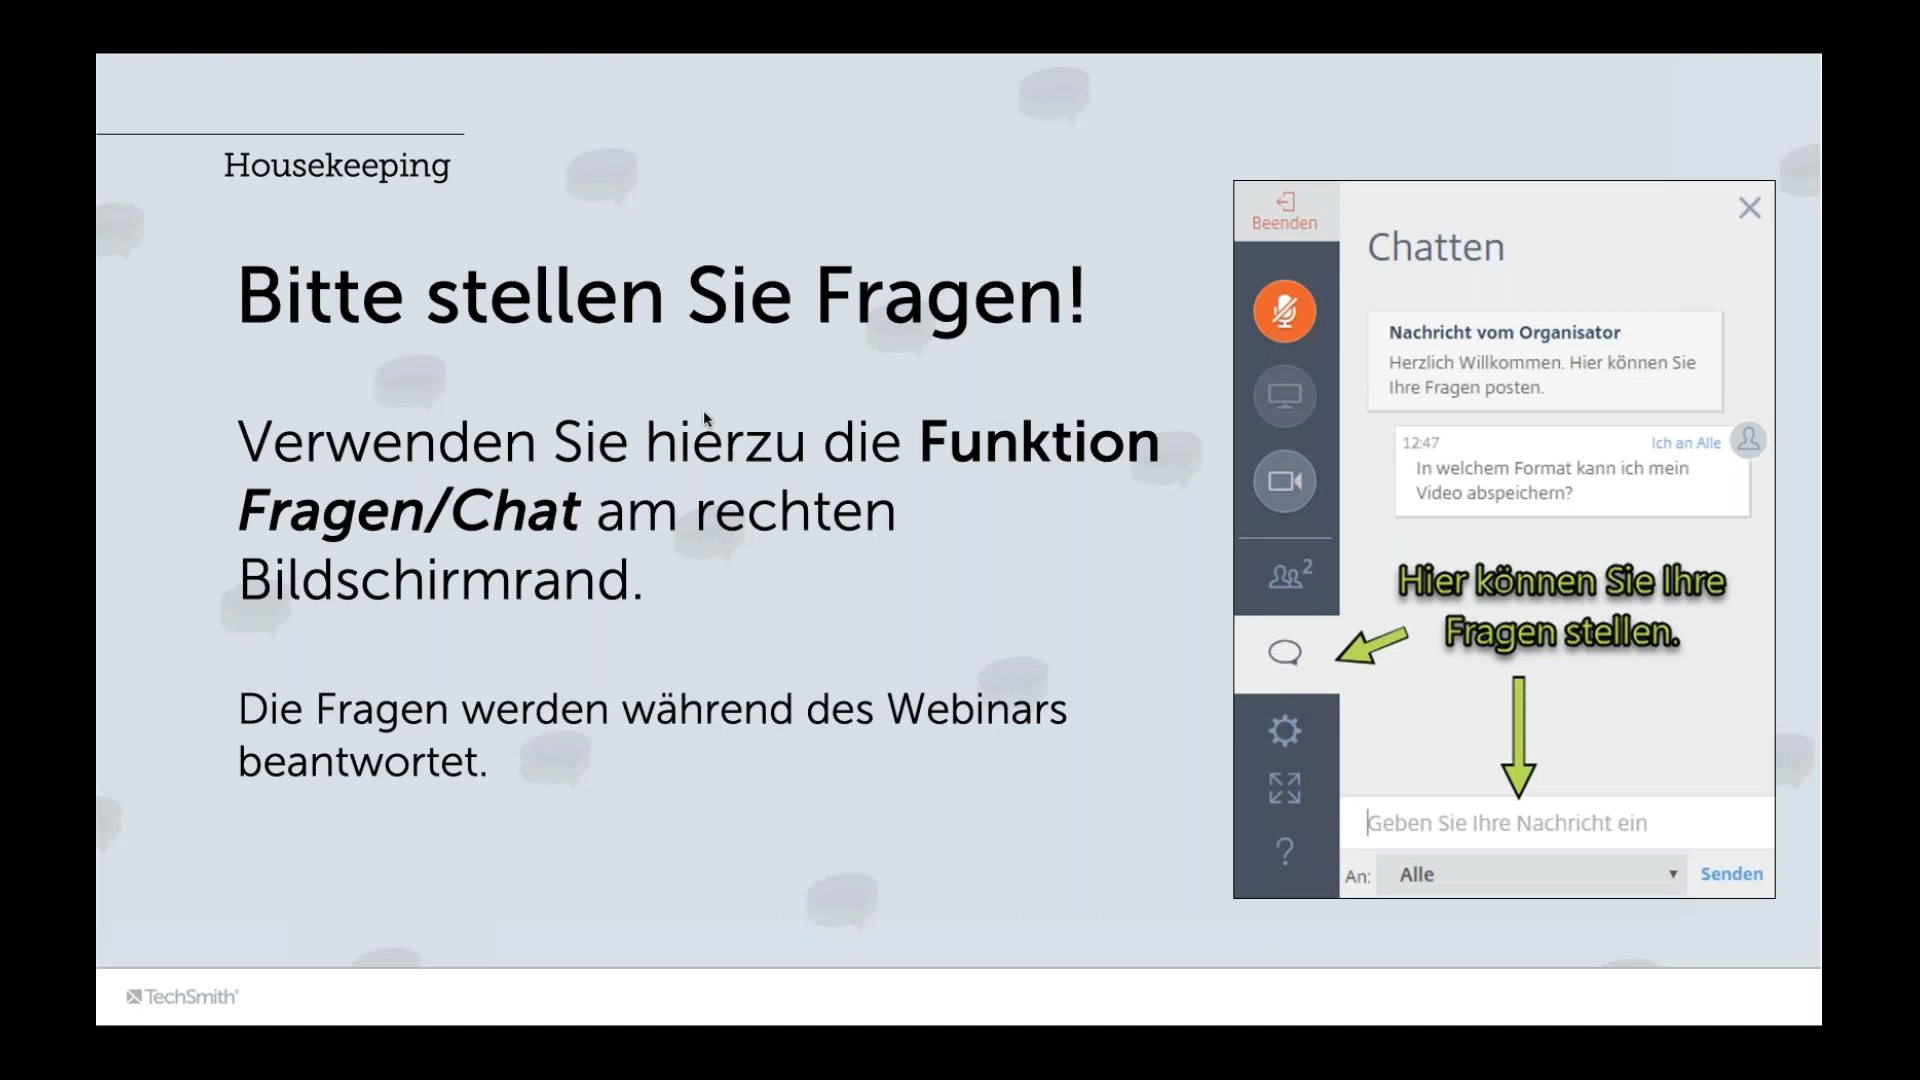 Housekeeping
Bitte stellen Sie Fragen!
Verwenden Sie hierzu die Funktion
Fragen/Chat am rechten
Bildschirmrand.
Die Fragen werden während des Webinars
beantwortet.
Beenden
Chatten
Nachricht vom Organisator
Herzlich Willkommen. Hier können Sie
Ihre Fragen posten.
12:47 Ich an Alle
In welchem Format kann ich mein
Video abspeichern?
2
Hier können Sie Ihre
Fragen stellen.
?
Geben Sie Ihre Nachricht ein
An: Alle Senden
TechSmith®